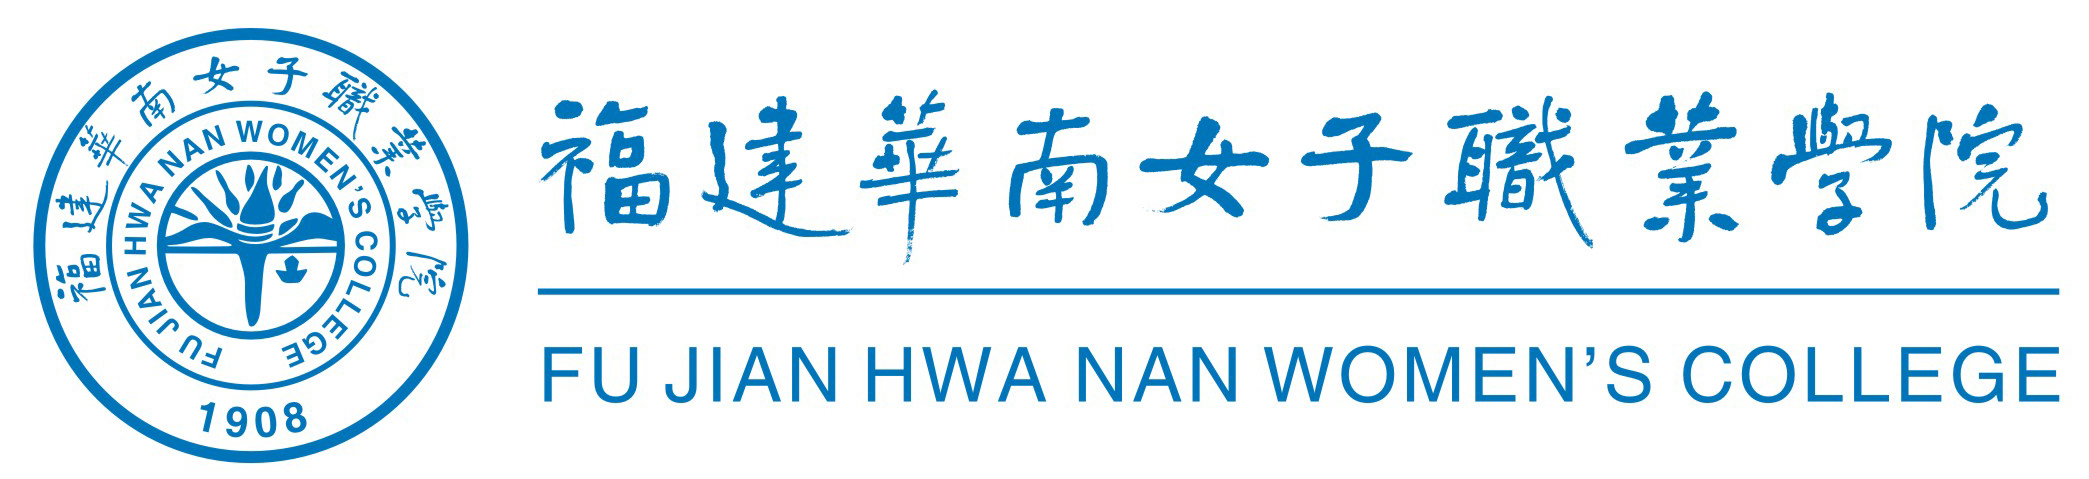 福建華南女子職業學院
FU JIAN HWA NAN WOMEN'S COLLEGE
1908
福建華南女子職業學院
FU JIAN HWA NAN WOMEN’S COLLEGE